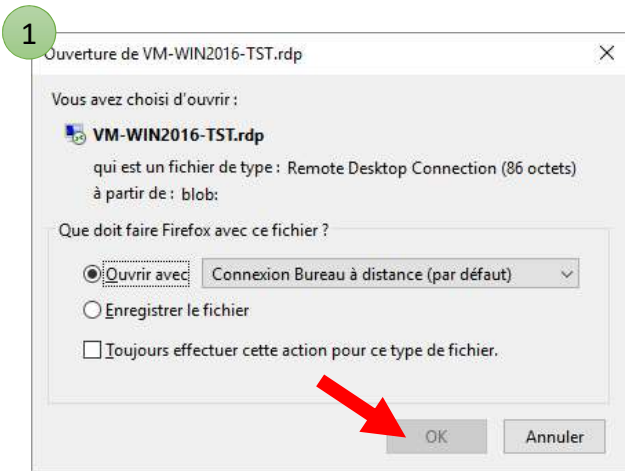 1
Ouverture de VM-WIN2016-TST.rdp
Vous avez choisi d'ouvrir :
VM-WIN2016-TST.rdp
qui est un fichier de type : Remote Desktop Connection (86 octets)
à partir de : blob:
Que doit faire Firefox avec ce fichier ?
Ouvrir avec Connexion Bureau à distance (par défaut)
Enregistrer le fichier
Toujours effectuer cette action pour ce type de fichier.
OK Annuler